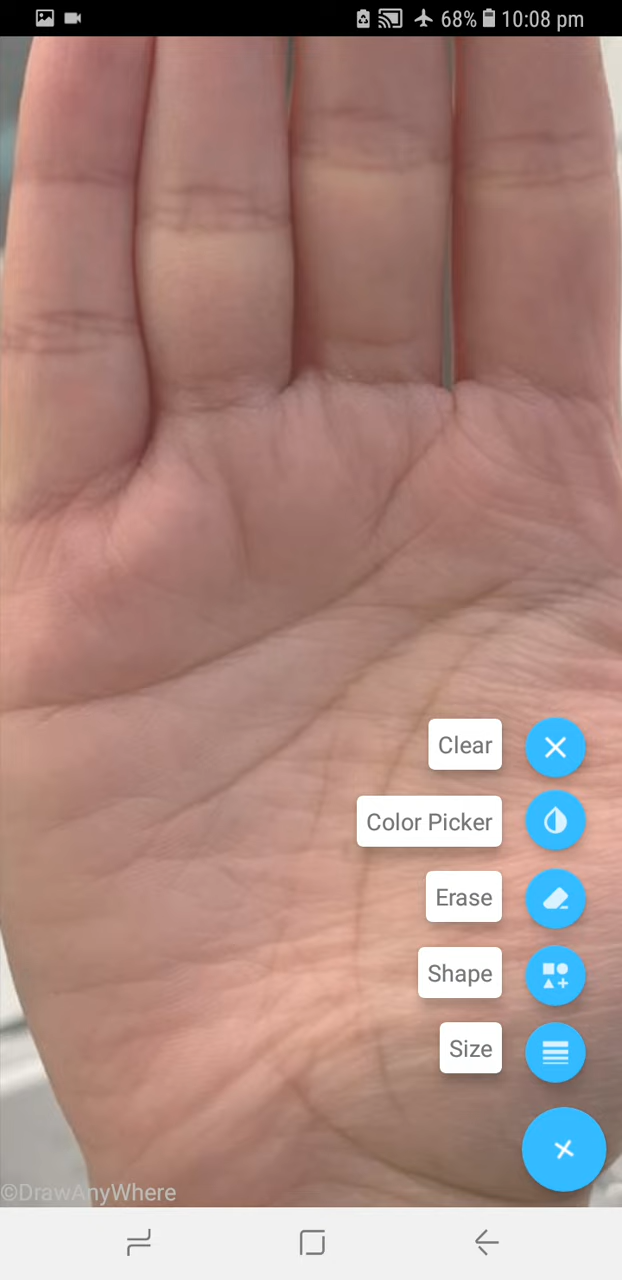 68% 10:08 pm
Clear
Color Picker
Erase
Shape
Size
©DrawAnyWhere